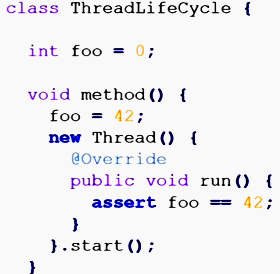 class ThreadLifeCycle {
int foo = 0;
void method() {
foo = 42;
new Thread() {
@Override
public void run() {
assert foo == 42;
}
}.start();
}